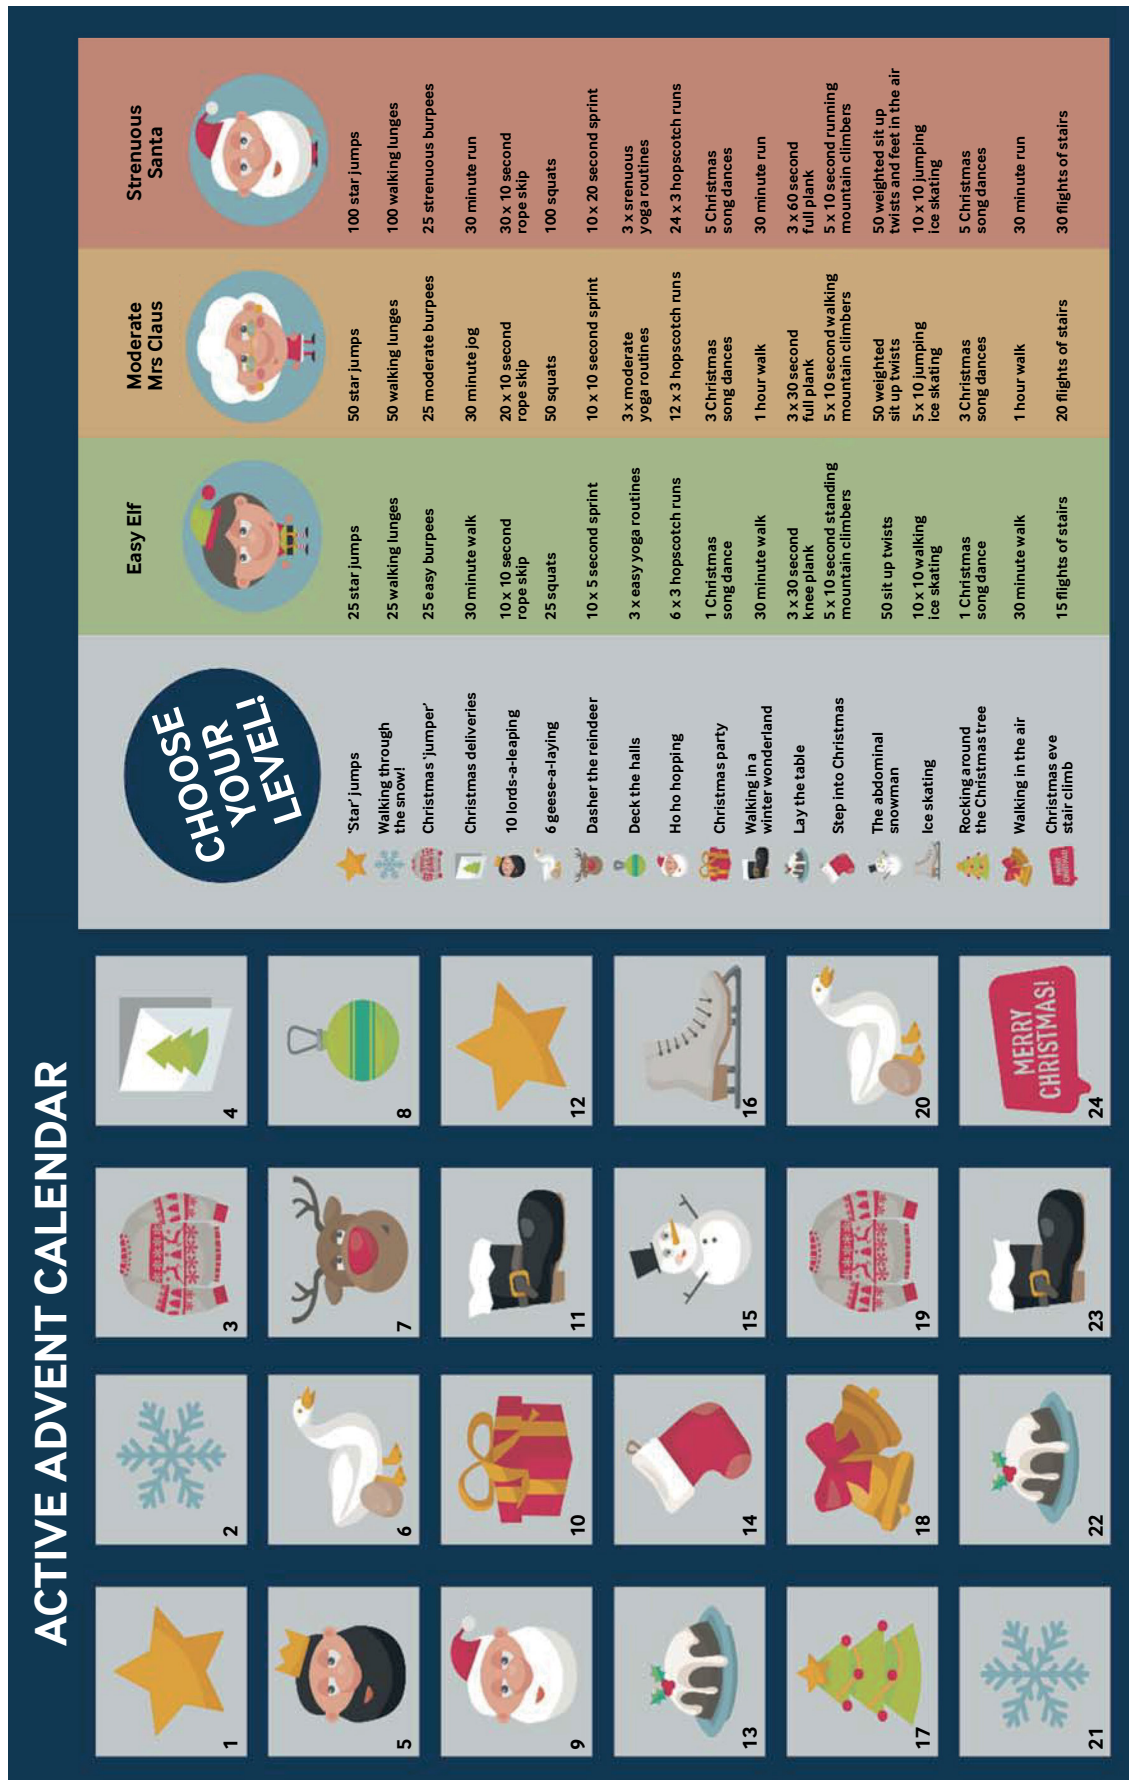 ACTIVE ADVENT CALENDAR
1
2
3
4
5
6
7
8
9
10
11
12
13
14
15
16
17
18
19
20
21
22
23
24
MERRY
CHRISTMAS!
CHOOSE
YOUR
LEVEL!
Easy Elf
Moderate
Mrs Claus
Strenuous
Santa
'Star' jumps
25 star jumps
50 star jumps
100 star jumps
Walking through
the snow!
25 walking lunges
50 walking lunges
100 walking lunges
Christmas 'jumper'
25 easy burpees
25 moderate burpees
25 strenuous burpees
Christmas deliveries
30 minute walk
30 minute jog
30 minute run
10 lords-a-leaping
10 x 10 second
rope skip
20 x 10 second
rope skip
30 x 10 second
rope skip
6 geese-a-laying
25 squats
50 squats
100 squats
Dasher the reindeer
10 x 5 second sprint
10 x 10 second sprint
10 x 20 second sprint
Deck the halls
3 x easy yoga routines
3 x moderate
yoga routines
3 x srenuous
yoga routines
Ho ho hopping
6 x 3 hopscotch runs
12 x 3 hopscotch runs
24 x 3 hopscotch runs
Christmas party
1 Christmas
song dance
3 Christmas
song dances
5 Christmas
song dances
Walking in a
winter wonderland
30 minute walk
1 hour walk
30 minute run
Lay the table
3 x 30 second
knee plank
3 x 30 second
full plank
3 x 60 second
full plank
Step into Christmas
5 x 10 second standing
mountain climbers
5 x 10 second walking
mountain climbers
5 x 10 second running
mountain climbers
The abdominal
snowman
50 sit up twists
50 weighted
sit up twists
50 weighted sit up
twists and feet in the air
Ice skating
10 x 10 walking
ice skating
5 x 10 jumping
ice skating
10 x 10 jumping
ice skating
Rocking around
the Christmas tree
1 Christmas
song dance
3 Christmas
song dances
5 Christmas
song dances
Walking in the air
30 minute walk
1 hour walk
30 minute run
Christmas eve
stair climb
15 flights of stairs
20 flights of stairs
30 flights of stairs
MERRY
CHRISTMAS!